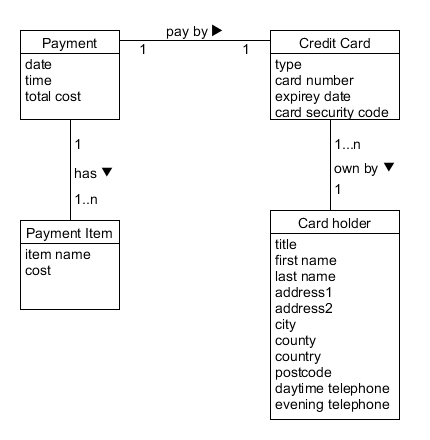 pay by ▶
Payment
1
1
Credit Card
date
time
total cost
type
card number
expirey date
card security code
1
has ▼
1..n
1...n
own by ▼
1
Payment Item
item name
cost
Card holder
title
first name
last name
address1
address2
city
county
country
postcode
daytime telephone
evening telephone